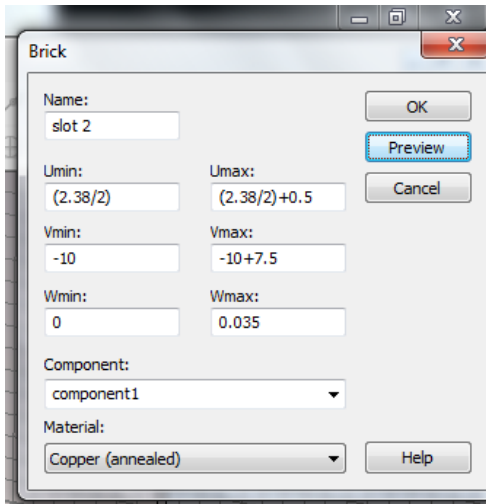 Brick
Name:
OK
slot 2
Preview
Umin:
Umax:
Cancel
(2.38/2)
(2.38/2)+0.5
Vmin:
Vmax:
-10
-10+7.5
Wmin:
Wmax:
0
0.035
Component:
component1
Material:
Copper (annealed)
Help